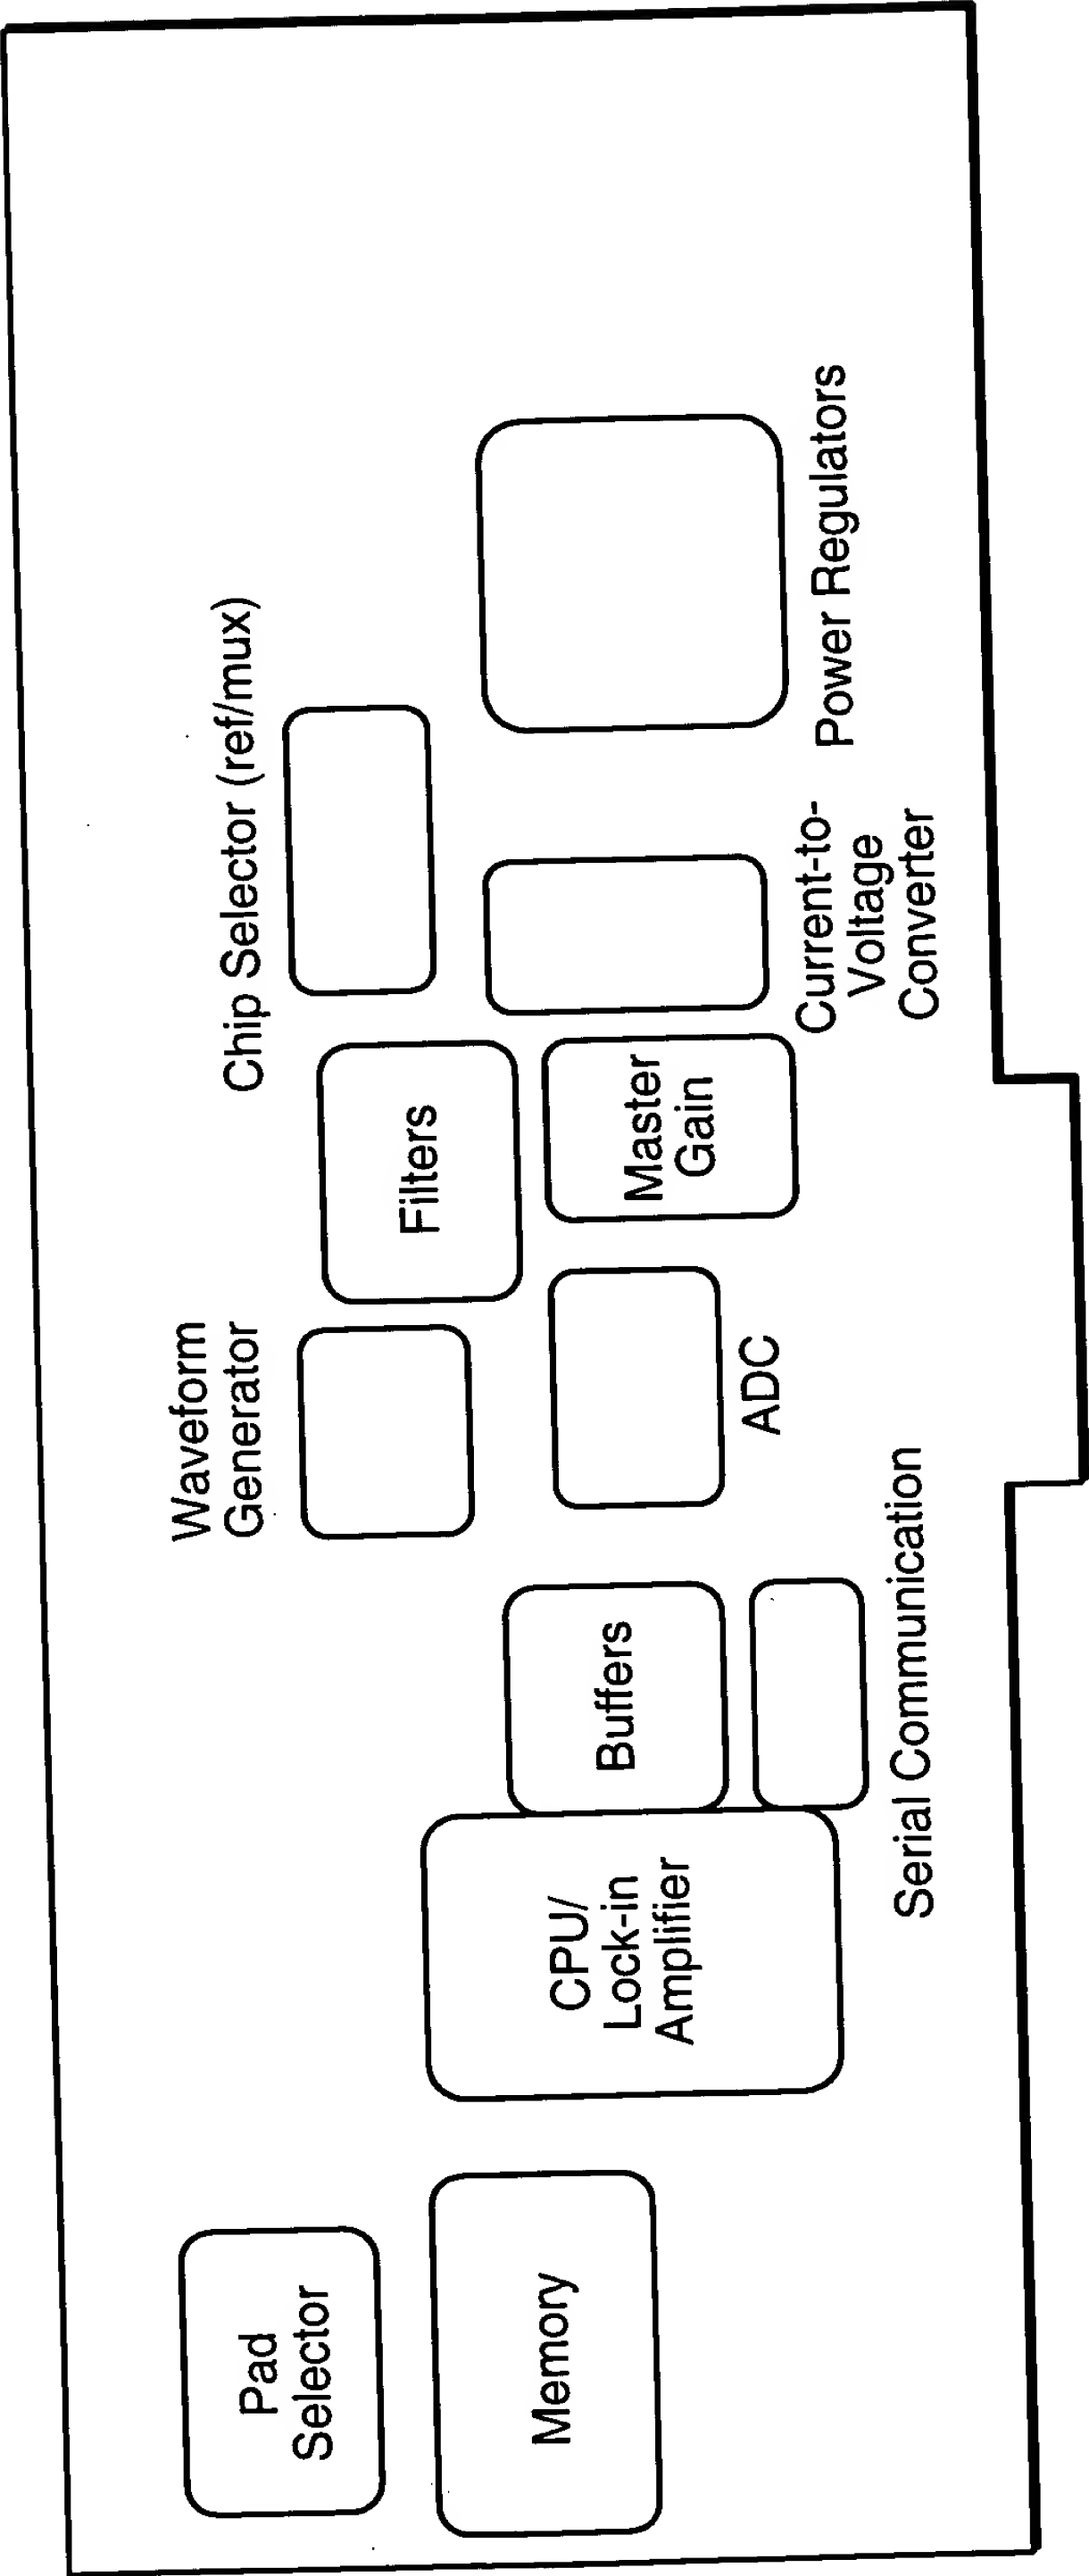 Pad
Selector
Memory
CPU/
Lock-in
Amplifier
Buffers
Serial Communication
Waveform
Generator
ADC
Filters
Master
Gain
Chip Selector (ref/mux)
Current-to-
Voltage
Converter
Power Regulators